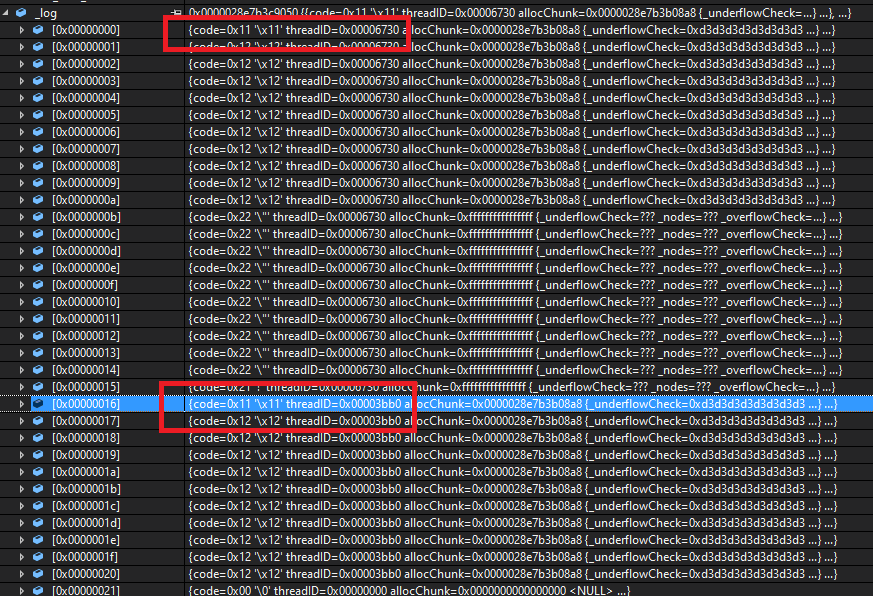 _log 0x0000028e7b3c9050 {{code=0x11 '\x11' threadID=0x00006730 allocChunk=0x0000028e7b3b08a8 {_underflowCheck=...} ...}, ...}
[0x00000000] {code=0x11 '\x11' threadID=0x00006730 allocChunk=0x0000028e7b3b08a8 {_underflowCheck=0xd3d3d3d3d3d3d3d3 ...} ...}
[0x00000001] {code=0x12 '\x12' threadID=0x00006730 allocChunk=0x0000028e7b3b08a8 {_underflowCheck=0xd3d3d3d3d3d3d3d3 ...} ...}
[0x00000002] {code=0x12 '\x12' threadID=0x00006730 allocChunk=0x0000028e7b3b08a8 {_underflowCheck=0xd3d3d3d3d3d3d3d3 ...} ...}
[0x00000003] {code=0x12 '\x12' threadID=0x00006730 allocChunk=0x0000028e7b3b08a8 {_underflowCheck=0xd3d3d3d3d3d3d3d3 ...} ...}
[0x00000004] {code=0x12 '\x12' threadID=0x00006730 allocChunk=0x0000028e7b3b08a8 {_underflowCheck=0xd3d3d3d3d3d3d3d3 ...} ...}
[0x00000005] {code=0x12 '\x12' threadID=0x00006730 allocChunk=0x0000028e7b3b08a8 {_underflowCheck=0xd3d3d3d3d3d3d3d3 ...} ...}
[0x00000006] {code=0x12 '\x12' threadID=0x00006730 allocChunk=0x0000028e7b3b08a8 {_underflowCheck=0xd3d3d3d3d3d3d3d3 ...} ...}
[0x00000007] {code=0x12 '\x12' threadID=0x00006730 allocChunk=0x0000028e7b3b08a8 {_underflowCheck=0xd3d3d3d3d3d3d3d3 ...} ...}
[0x00000008] {code=0x12 '\x12' threadID=0x00006730 allocChunk=0x0000028e7b3b08a8 {_underflowCheck=0xd3d3d3d3d3d3d3d3 ...} ...}
[0x00000009] {code=0x12 '\x12' threadID=0x00006730 allocChunk=0x0000028e7b3b08a8 {_underflowCheck=0xd3d3d3d3d3d3d3d3 ...} ...}
[0x0000000a] {code=0x12 '\x12' threadID=0x00006730 allocChunk=0x0000028e7b3b08a8 {_underflowCheck=0xd3d3d3d3d3d3d3d3 ...} ...}
[0x0000000b] {code=0x22 '\"' threadID=0x00006730 allocChunk=0xffffffffffffffff {_underflowCheck=??? _nodes=??? _overflowCheck=...} ...}
[0x0000000c] {code=0x22 '\"' threadID=0x00006730 allocChunk=0xffffffffffffffff {_underflowCheck=??? _nodes=??? _overflowCheck=...} ...}
[0x0000000d] {code=0x22 '\"' threadID=0x00006730 allocChunk=0xffffffffffffffff {_underflowCheck=??? _nodes=??? _overflowCheck=...} ...}
[0x0000000e] {code=0x22 '\"' threadID=0x00006730 allocChunk=0xffffffffffffffff {_underflowCheck=??? _nodes=??? _overflowCheck=...} ...}
[0x0000000f] {code=0x22 '\"' threadID=0x00006730 allocChunk=0xffffffffffffffff {_underflowCheck=??? _nodes=??? _overflowCheck=...} ...}
[0x00000010] {code=0x22 '\"' threadID=0x00006730 allocChunk=0xffffffffffffffff {_underflowCheck=??? _nodes=??? _overflowCheck=...} ...}
[0x00000011] {code=0x22 '\"' threadID=0x00006730 allocChunk=0xffffffffffffffff {_underflowCheck=??? _nodes=??? _overflowCheck=...} ...}
[0x00000012] {code=0x22 '\"' threadID=0x00006730 allocChunk=0xffffffffffffffff {_underflowCheck=??? _nodes=??? _overflowCheck=...} ...}
[0x00000013] {code=0x22 '\"' threadID=0x00006730 allocChunk=0xffffffffffffffff {_underflowCheck=??? _nodes=??? _overflowCheck=...} ...}
[0x00000014] {code=0x22 '\"' threadID=0x00006730 allocChunk=0xffffffffffffffff {_underflowCheck=??? _nodes=??? _overflowCheck=...} ...}
[0x00000015] {code=0x21 '!' threadID=0x00006730 allocChunk=0xffffffffffffffff {_underflowCheck=??? _nodes=??? _overflowCheck=...} ...}
[0x00000016] {code=0x11 '\x11' threadID=0x00003bb0 allocChunk=0x0000028e7b3b08a8 {_underflowCheck=0xd3d3d3d3d3d3d3d3 ...} ...}
[0x00000017] {code=0x12 '\x12' threadID=0x00003bb0 allocChunk=0x0000028e7b3b08a8 {_underflowCheck=0xd3d3d3d3d3d3d3d3 ...} ...}
[0x00000018] {code=0x12 '\x12' threadID=0x00003bb0 allocChunk=0x0000028e7b3b08a8 {_underflowCheck=0xd3d3d3d3d3d3d3d3 ...} ...}
[0x00000019] {code=0x12 '\x12' threadID=0x00003bb0 allocChunk=0x0000028e7b3b08a8 {_underflowCheck=0xd3d3d3d3d3d3d3d3 ...} ...}
[0x0000001a] {code=0x12 '\x12' threadID=0x00003bb0 allocChunk=0x0000028e7b3b08a8 {_underflowCheck=0xd3d3d3d3d3d3d3d3 ...} ...}
[0x0000001b] {code=0x12 '\x12' threadID=0x00003bb0 allocChunk=0x0000028e7b3b08a8 {_underflowCheck=0xd3d3d3d3d3d3d3d3 ...} ...}
[0x0000001c] {code=0x12 '\x12' threadID=0x00003bb0 allocChunk=0x0000028e7b3b08a8 {_underflowCheck=0xd3d3d3d3d3d3d3d3 ...} ...}
[0x0000001d] {code=0x12 '\x12' threadID=0x00003bb0 allocChunk=0x0000028e7b3b08a8 {_underflowCheck=0xd3d3d3d3d3d3d3d3 ...} ...}
[0x0000001e] {code=0x12 '\x12' threadID=0x00003bb0 allocChunk=0x0000028e7b3b08a8 {_underflowCheck=0xd3d3d3d3d3d3d3d3 ...} ...}
[0x0000001f] {code=0x12 '\x12' threadID=0x00003bb0 allocChunk=0x0000028e7b3b08a8 {_underflowCheck=0xd3d3d3d3d3d3d3d3 ...} ...}
[0x00000020] {code=0x12 '\x12' threadID=0x00003bb0 allocChunk=0x0000028e7b3b08a8 {_underflowCheck=0xd3d3d3d3d3d3d3d3 ...} ...}
[0x00000021] {code=0x00 '\0' threadID=0x00000000 allocChunk=0x0000000000000000 <NULL> ...}